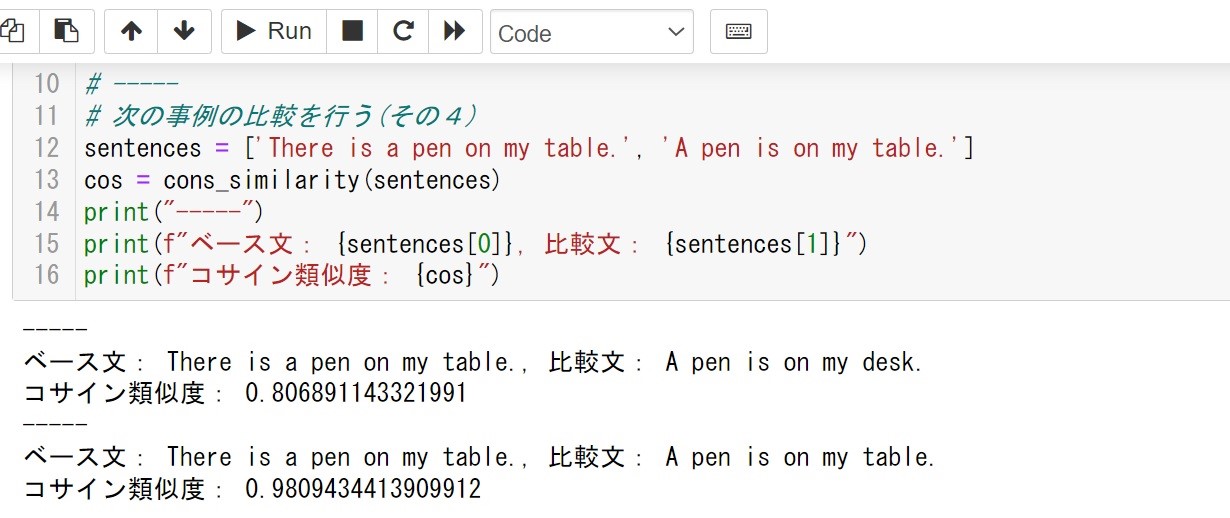 Run
Code
10 # -----
11 # 次の事例の比較を行う(その4)
12 sentences = ['There is a pen on my table.', 'A pen is on my table.']
13 cos = cons_similarity(sentences)
14 print("-----")
15 print(f"ベース文: {sentences[0]}, 比較文: {sentences[1]}")
16 print(f"コサイン類似度: {cos}")
-----
ベース文: There is a pen on my table., 比較文: A pen is on my desk.
コサイン類似度: 0.806891143321991
-----
ベース文: There is a pen on my table., 比較文: A pen is on my table.
コサイン類似度: 0.9809434413909912